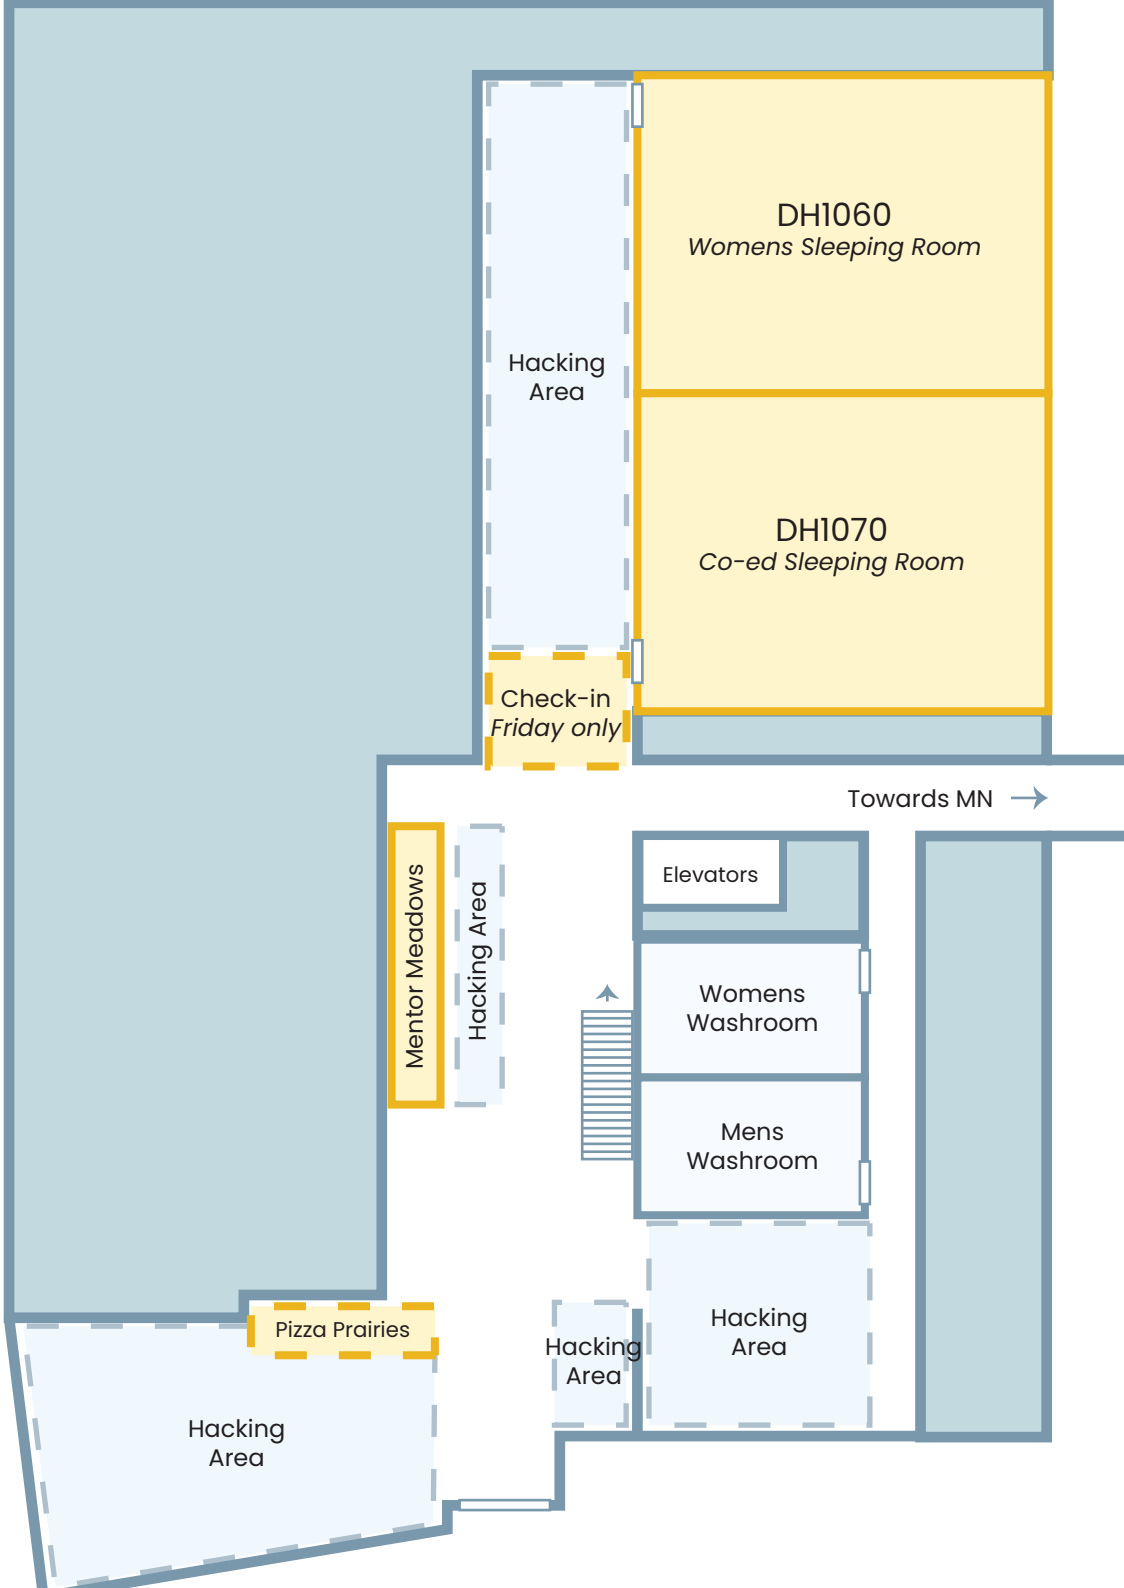 DH1060
Womens Sleeping Room
Hacking
Area
DH1070
Co-ed Sleeping Room
Check-in
Friday only
Towards MN
Elevators
Mentor Meadows
Hacking Area
Womens
Washroom
Mens
Washroom
Pizza Prairies
Hacking
Area
Hacking
Area
Hacking
Area